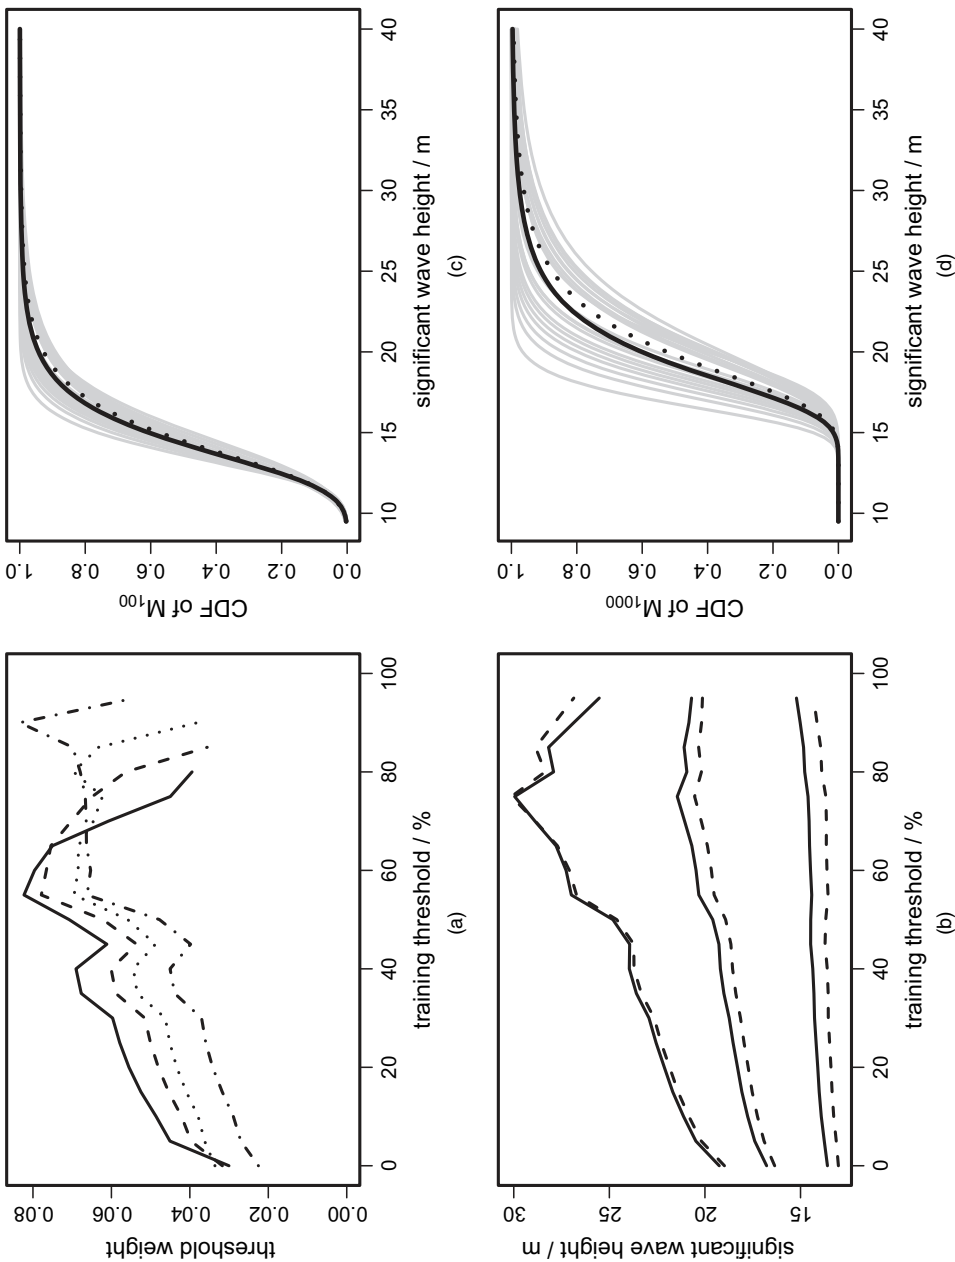 threshold weight
0.08
0.06
0.04
0.02
0.00
0 20 40 60 80 100
training threshold / %
(a)
CDF of M100
1.0
0.8
0.6
0.4
0.2
0.0
10 15 20 25 30 35 40
significant wave height / m
(c)
significant wave height / m
30
25
20
15
0 20 40 60 80 100
training threshold / %
(b)
CDF of M1000
1.0
0.8
0.6
0.4
0.2
0.0
10 15 20 25 30 35 40
significant wave height / m
(d)